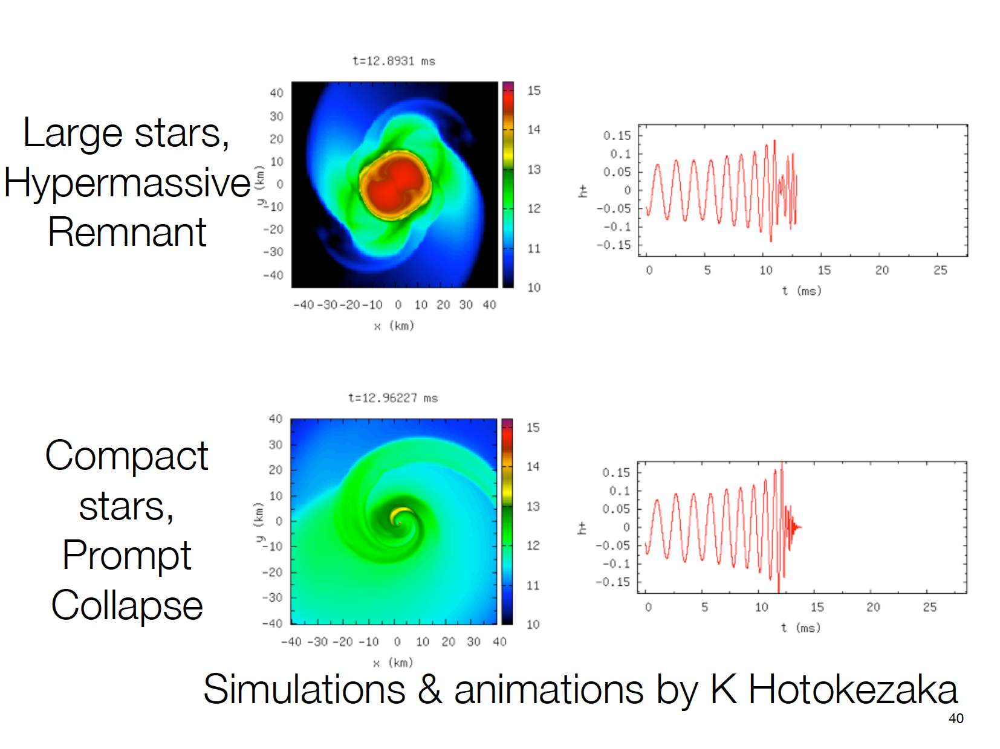 t=12.8931 ms
Large stars,
Hypermassive
Remnant
40
30
20
10
0
-10
-20
-30
-40
y (km)
-40 -30 -20 -10 0 10 20 30 40
x (km)
15
14
13
12
11
10
0.15
0.1
0.05
0
-0.05
-0.1
-0.15
h+
0 5 10 15 20 25
t (ms)
t=12.96227 ms
Compact
stars,
Prompt
Collapse
40
30
20
10
0
-10
-20
-30
-40
y (km)
-40 -30 -20 -10 0 10 20 30 40
x (km)
15
14
13
12
11
10
0.15
0.1
0.05
0
-0.05
-0.1
-0.15
h+
0 5 10 15 20 25
t (ms)
Simulations & animations by K Hotokezaka
40